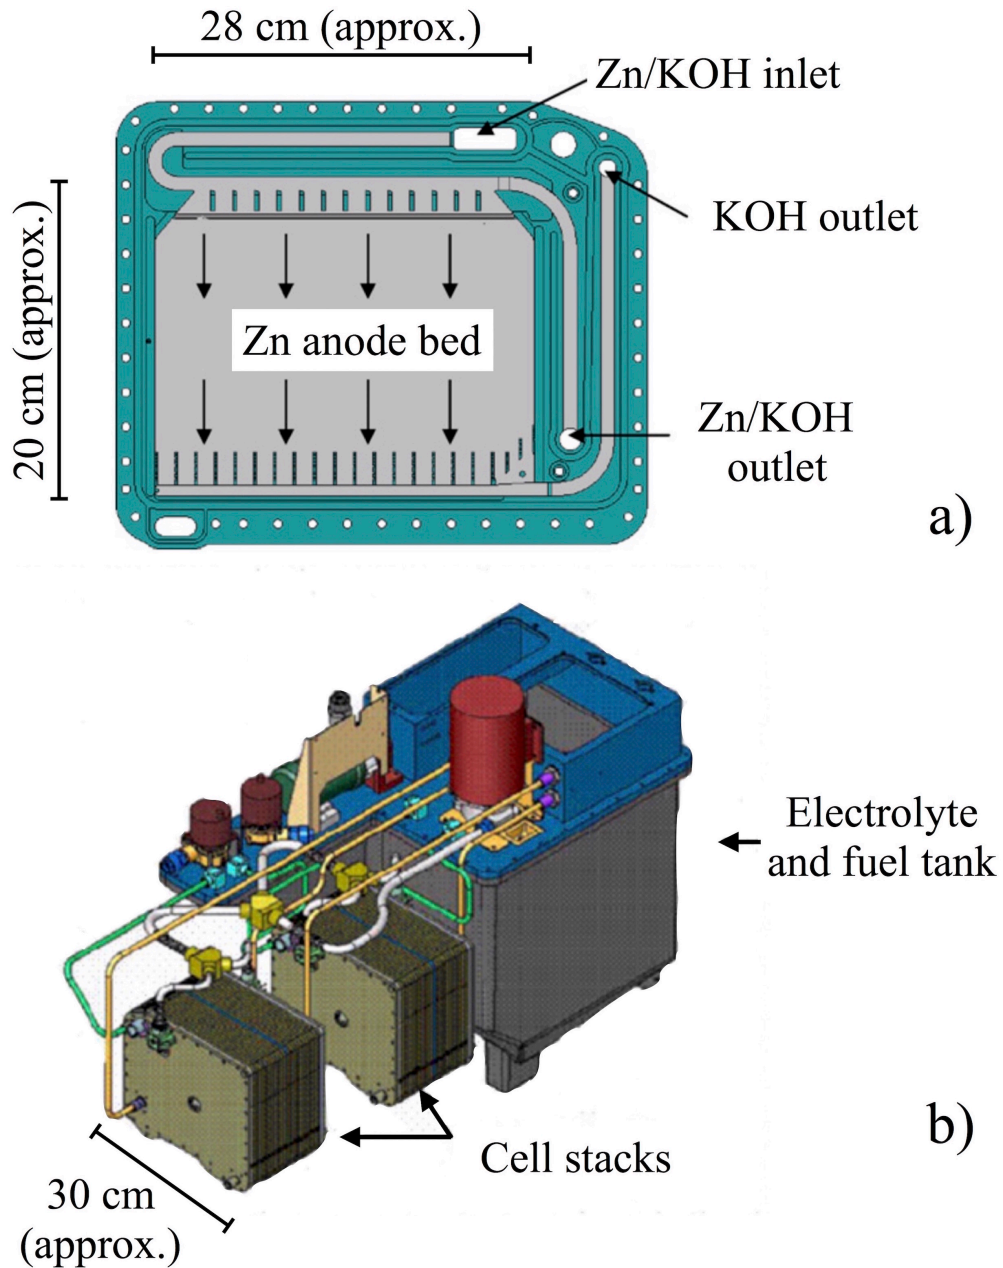 28 cm (approx.)
Zn/KOH inlet
KOH outlet
20 cm (approx.)
Zn anode bed
Zn/KOH
outlet
a)
Electrolyte
and fuel tank
b)
Cell stacks
30 cm
(approx.)